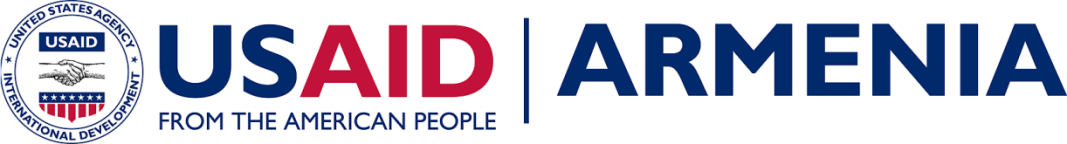 UNITED STATES AGENCY
USAID
INTERNATIONAL DEVELOPMENT
USAID
FROM THE AMERICAN PEOPLE
ARMENIA